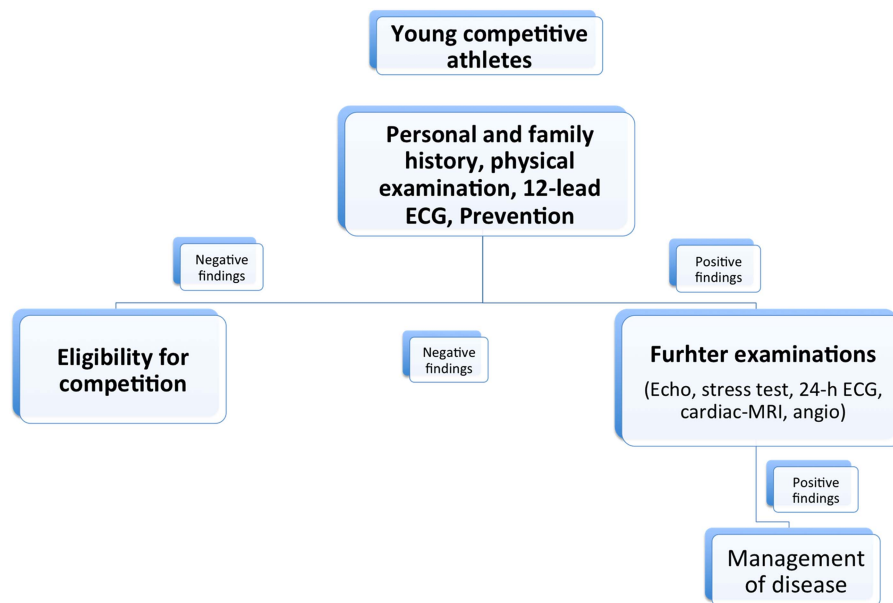 Young competitive
athletes
Personal and family
history, physical
examination, 12-lead
ECG, Prevention
Negative
findings
Positive
findings
Eligibility for
competition
Negative
findings
Furhter examinations
(Echo, stress test, 24-h ECG,
cardiac-MRI, angio)
Positive
findings
Management
of disease